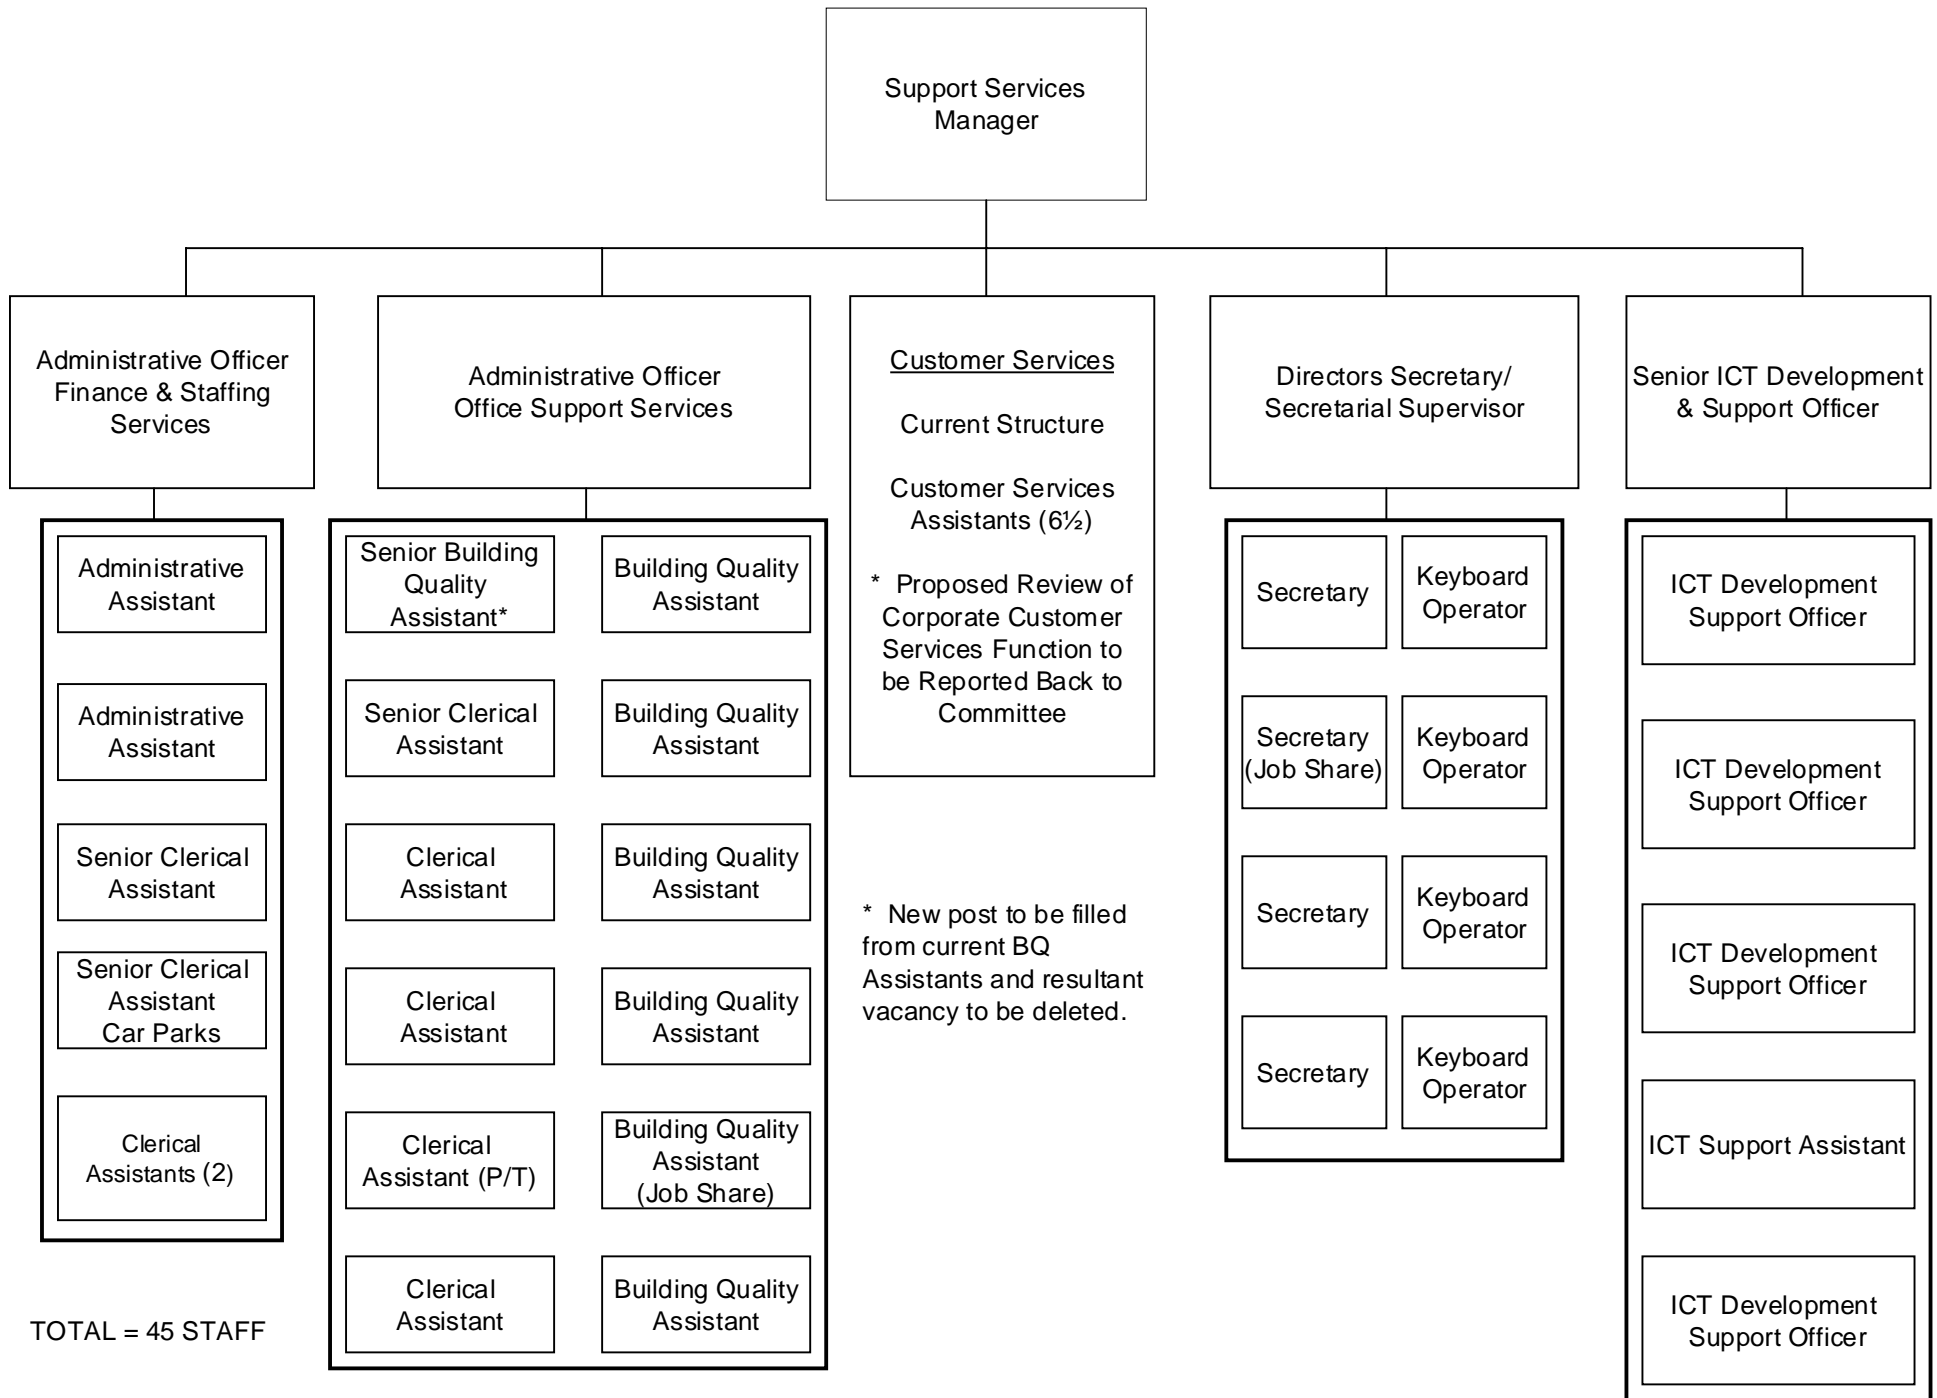 Support Services
Manager
Administrative Officer
Finance & Staffing
Services
Administrative Officer
Office Support Services
Customer Services
Current Structure
Customer Services
Assistants (6½)
* Proposed Review of
Corporate Customer
Services Function to
be Reported Back to
Committee
Directors Secretary/
Secretarial Supervisor
Senior ICT Development
& Support Officer
Administrative
Assistant
Administrative
Assistant
Senior Clerical
Assistant
Senior Clerical
Assistant
Car Parks
Clerical
Assistants (2)
Senior Building
Quality
Assistant*
Senior Clerical
Assistant
Clerical
Assistant
Clerical
Assistant
Clerical
Assistant (P/T)
Clerical
Assistant
Building Quality
Assistant
Building Quality
Assistant
Building Quality
Assistant
Building Quality
Assistant
Building Quality
Assistant
(Job Share)
Building Quality
Assistant
* New post to be filled
from current BQ
Assistants and resultant
vacancy to be deleted.
Secretary
Secretary
(Job Share)
Secretary
Secretary
Keyboard
Operator
Keyboard
Operator
Keyboard
Operator
Keyboard
Operator
ICT Development
Support Officer
ICT Development
Support Officer
ICT Development
Support Officer
ICT Support Assistant
ICT Development
Support Officer
TOTAL = 45 STAFF